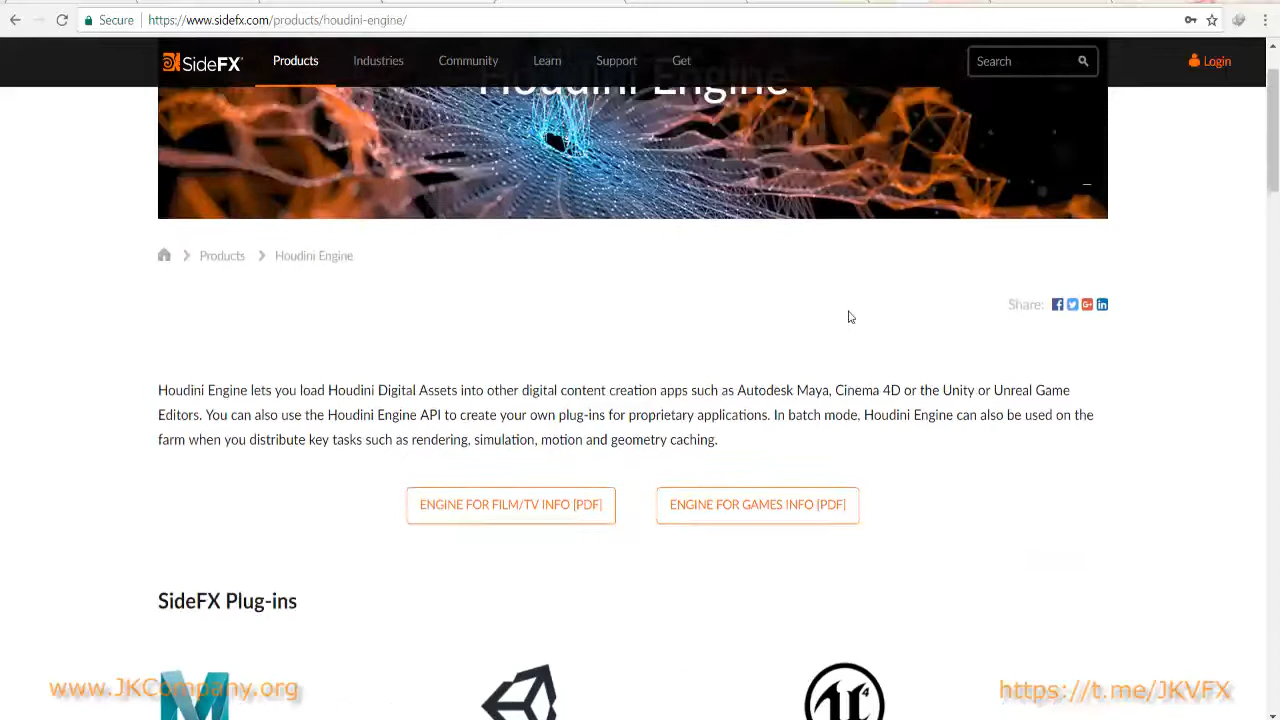 Secure https://www.sidefx.com/products/houdini-engine/
SideFX Products Industries Community Learn Support Get Search Login
Houdini Engine
Products Houdini Engine
Share:
Houdini Engine lets you load Houdini Digital Assets into other digital content creation apps such as Autodesk Maya, Cinema 4D or the Unity or Unreal Game
Editors. You can also use the Houdini Engine API to create your own plug-ins for proprietary applications. In batch mode, Houdini Engine can also be used on the
farm when you distribute key tasks such as rendering, simulation, motion and geometry caching.
ENGINE FOR FILM/TV INFO [PDF] ENGINE FOR GAMES INFO [PDF]
SideFX Plug-ins
www.JKCompany.org https://t.me/JKVFX